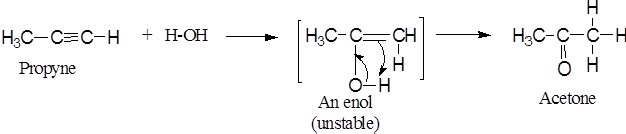 H₃C-C≡C-H + H-OH → [H₃C-C=CH → H₃C-C-C-H
H
H
H
O-H
O
H
Propyne
An enol
(unstable)
Acetone